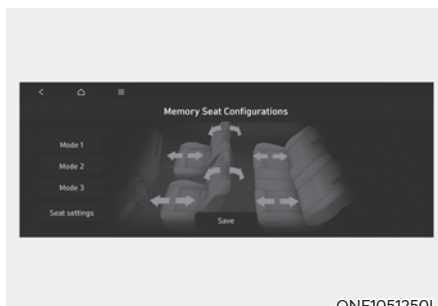 Memory Seat Configurations
Mode 1
Mode 2
Mode 3
Seat settings
Save